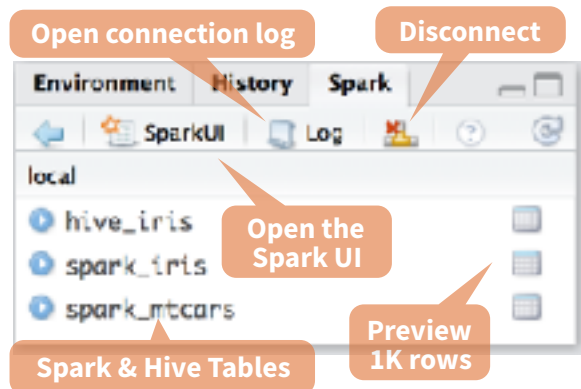 Open connection log
Disconnect
Environment History Spark
SparkUI Log ?
local
hive_iris
Open the
Spark UI
spark_iris
spark_mtcars
Preview
1K rows
Spark & Hive Tables